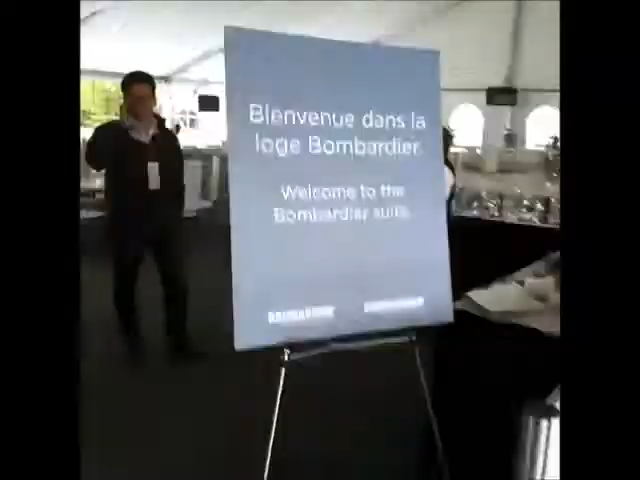 Bienvenue dans la
loge Bombardier.
Welcome to the
Bombardier suite.